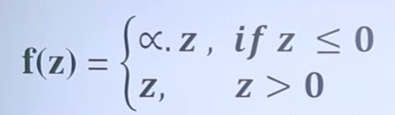 f(z) = { ∝. z , if z ≤ 0
z, z > 0